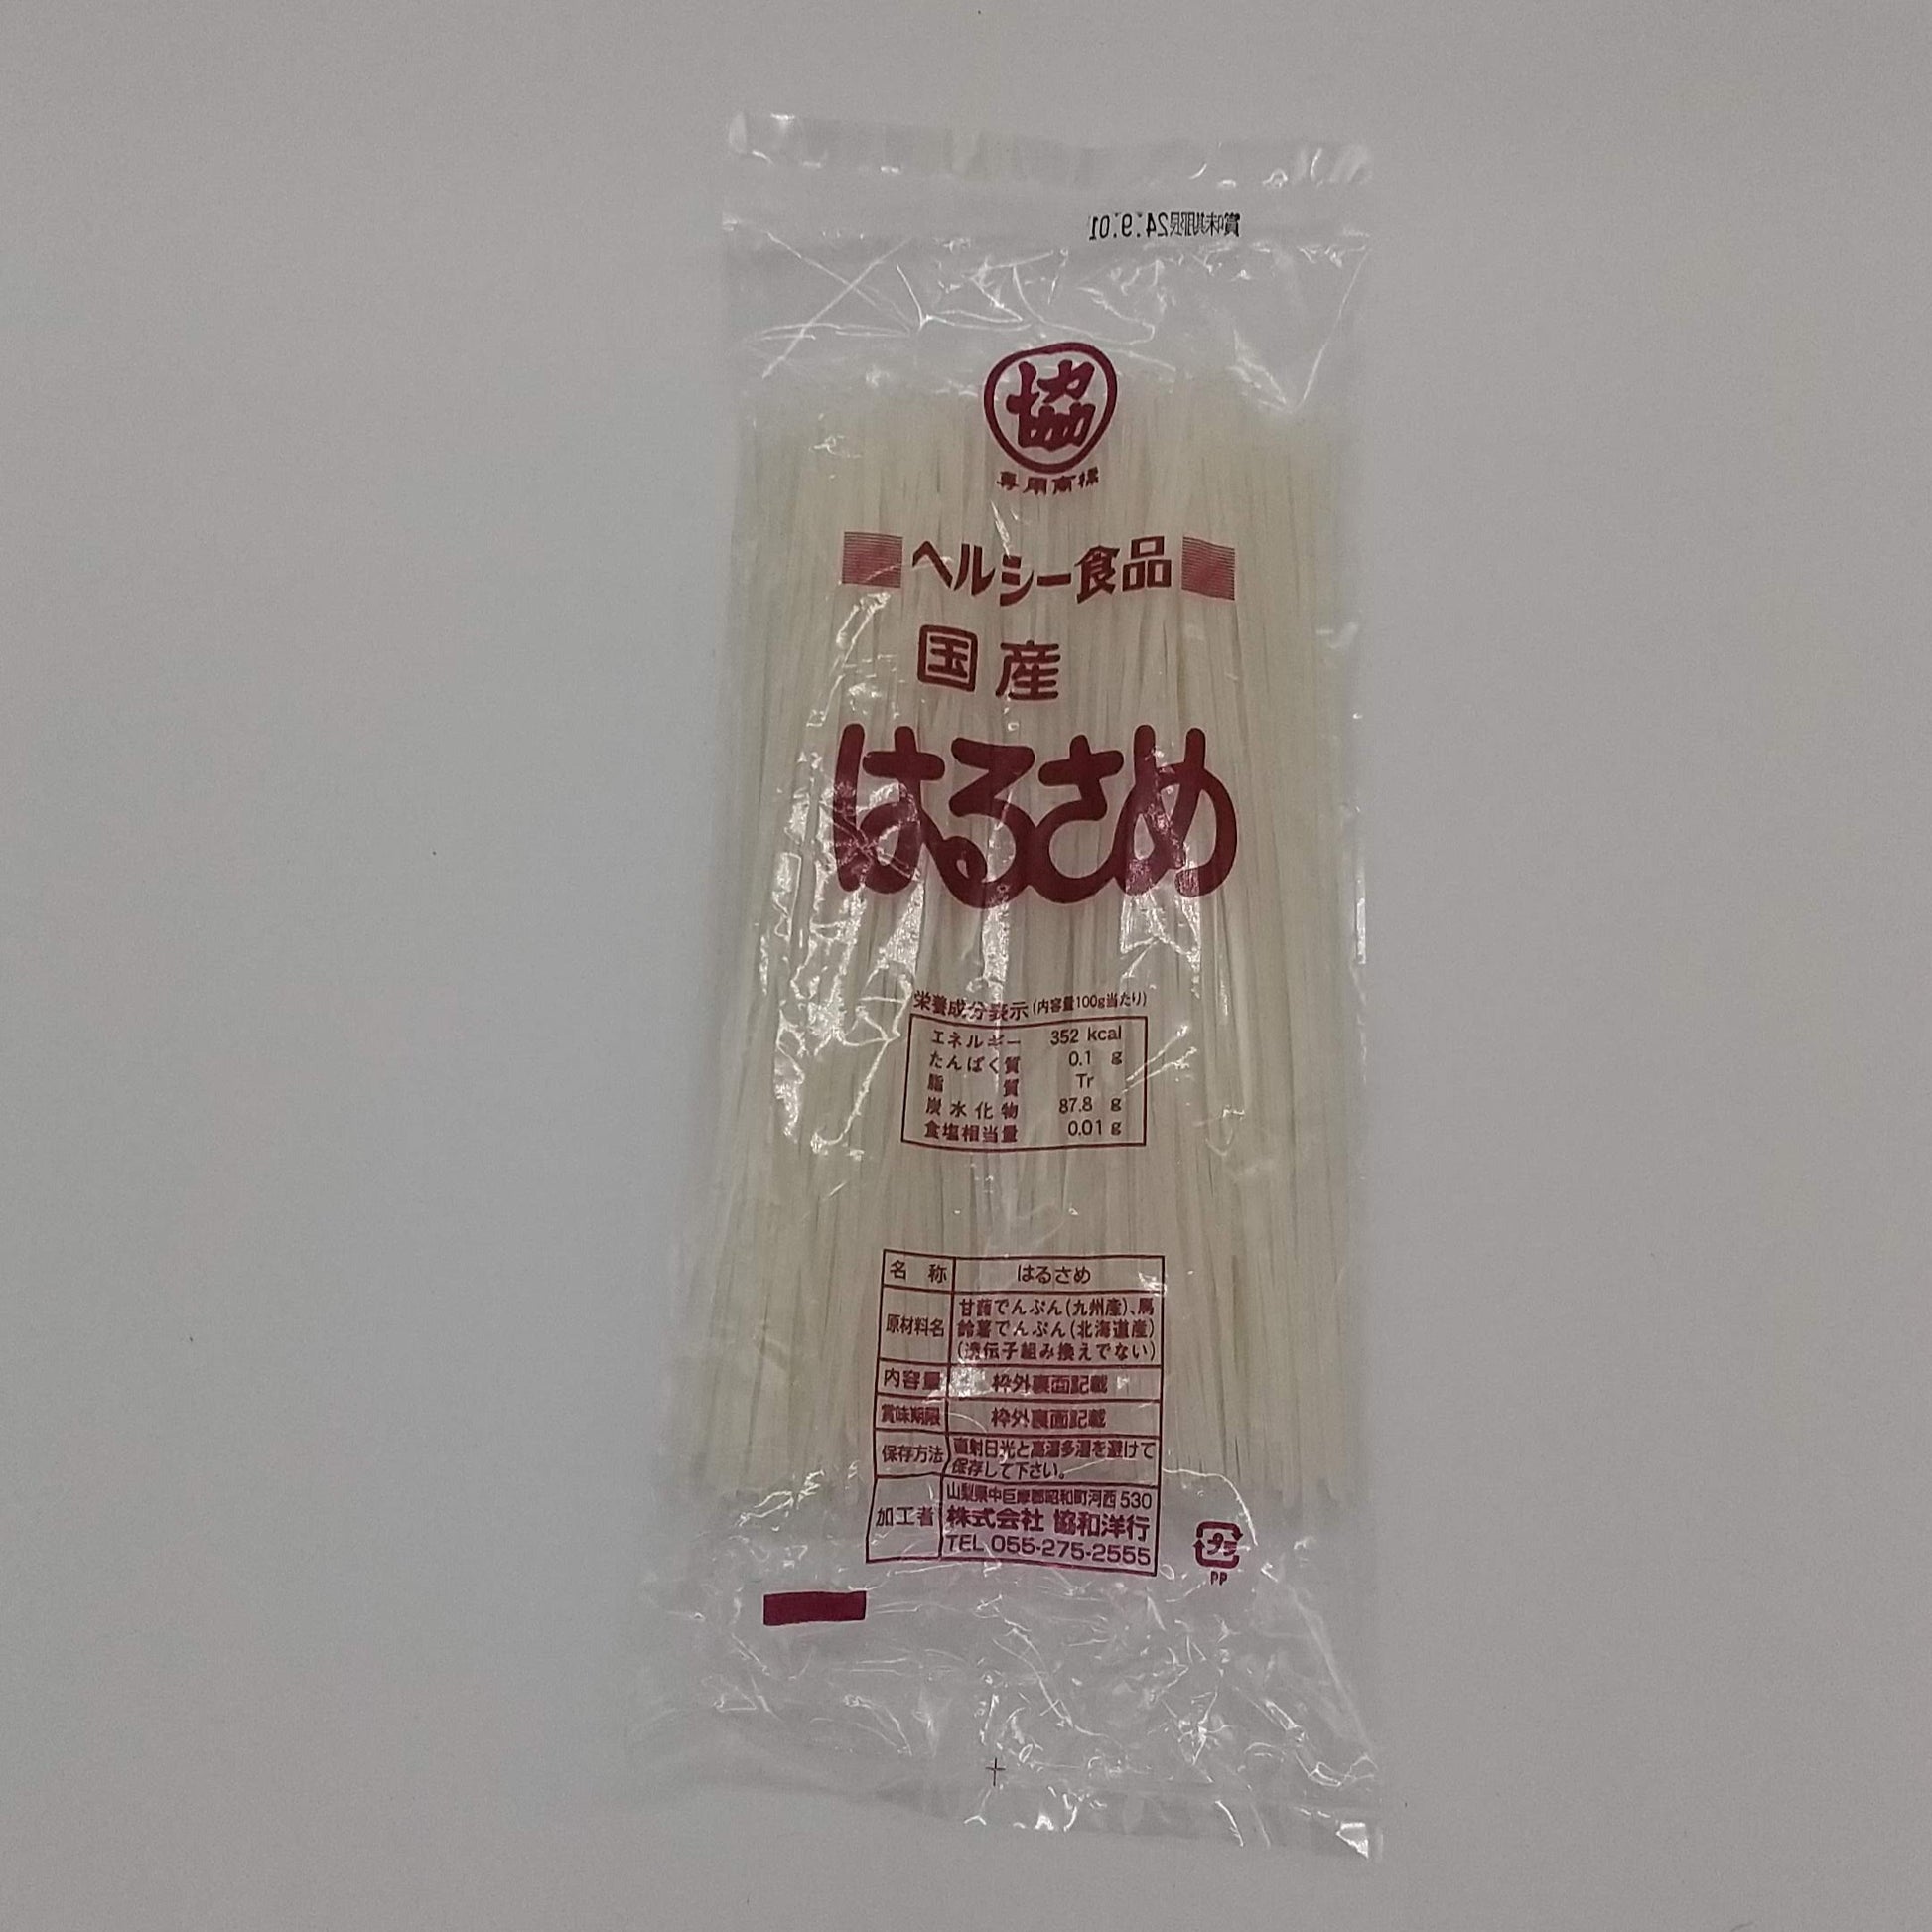 賞味期限24.9.01
協
専用商標
ヘルシー食品
国産
はるさめ
栄養成分表示(内容量100g当たり)
エネルギー 352 kcal
たんぱく質 0.1 g
脂質 Tr
炭水化物 87.8 g
食塩相当量 0.01 g
名称 はるさめ
原材料名 甘藷でんぷん(九州産)、馬
鈴薯でんぷん(北海道産)
(遺伝子組み換えでない)
内容量 枠外裏面記載
賞味期限 枠外裏面記載
保存方法 直射日光と高温多湿を避けて
保存して下さい。
加工者 山梨県中巨摩郡昭和町河西530
株式会社 協和洋行
TEL 055-275-2555
プラ
PP